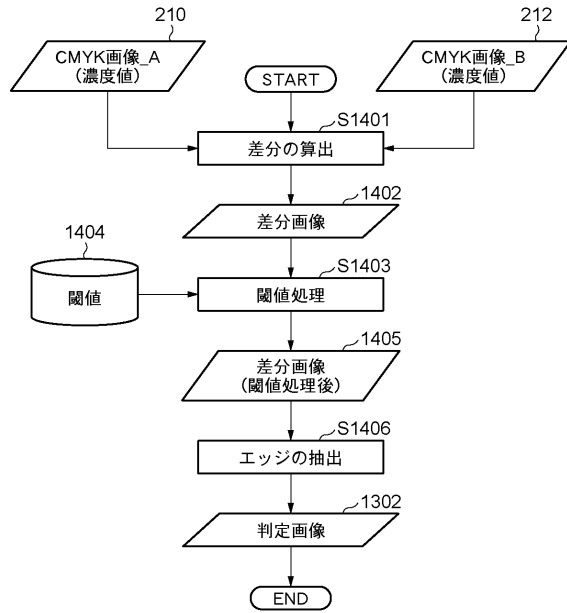 210
212
CMYK画像_A
(濃度値)
CMYK画像_B
(濃度値)
START
S1401
差分の算出
1402
差分画像
1404
閾値
S1403
閾値処理
1405
差分画像
(閾値処理後)
S1406
エッジの抽出
1302
判定画像
END